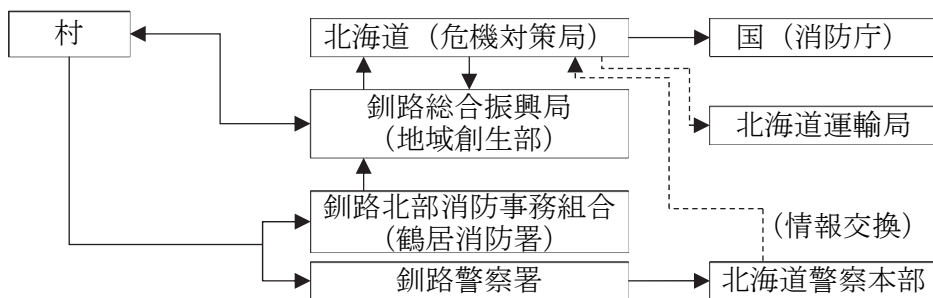 村
北海道（危機対策局）
国（消防庁）
釧路総合振興局
（地域創生部）
北海道運輸局
釧路北部消防事務組合
（鶴居消防署）
（情報交換）
釧路警察署
北海道警察本部